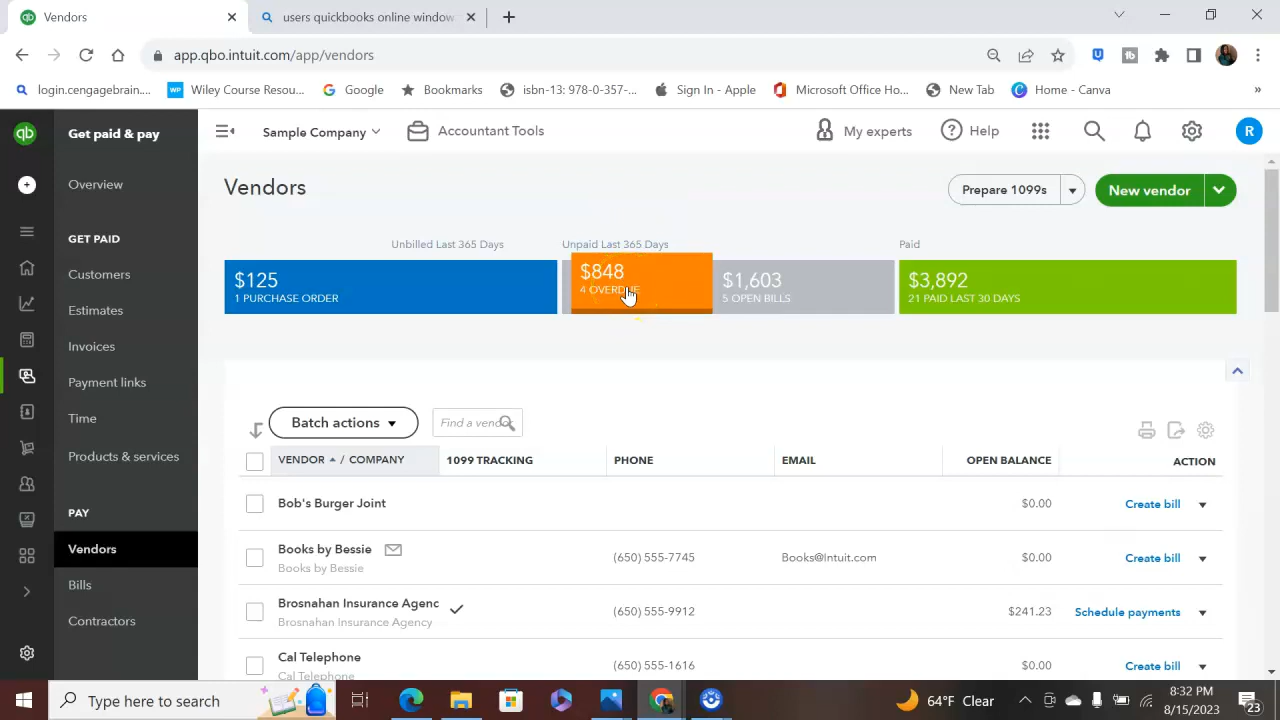 Vendors
users quickbooks online window
app.qbo.intuit.com/app/vendors
login.cengagebrain....
WP
Wiley Course Resou...
Google
Bookmarks
isbn-13: 978-0-357-...
Sign In - Apple
Microsoft Office Ho...
New Tab
Home - Canva
»
qb
Get paid & pay
Sample Company
Accountant Tools
My experts
Help
R
Overview
Vendors
Prepare 1099s
New vendor
GET PAID
Unbilled Last 365 Days
Unpaid Last 365 Days
Paid
Customers
$125
1 PURCHASE ORDER
$848
4 OVERDUE
$1,603
5 OPEN BILLS
$3,892
21 PAID LAST 30 DAYS
Estimates
Invoices
Payment links
Time
Products & services
PAY
Vendors
Bills
Contractors
Batch actions
Find a vendo
VENDOR / COMPANY
1099 TRACKING
PHONE
EMAIL
OPEN BALANCE
ACTION
Bob's Burger Joint
$0.00
Create bill
Books by Bessie
Books by Bessie
(650) 555-7745
Books@Intuit.com
$0.00
Create bill
Brosnahan Insurance Agenc
Brosnahan Insurance Agency
(650) 555-9912
$241.23
Schedule payments
Cal Telephone
Cal Telephone
(650) 555-1616
$0.00
Create bill
Type here to search
64°F Clear
8:32 PM
8/15/2023
23